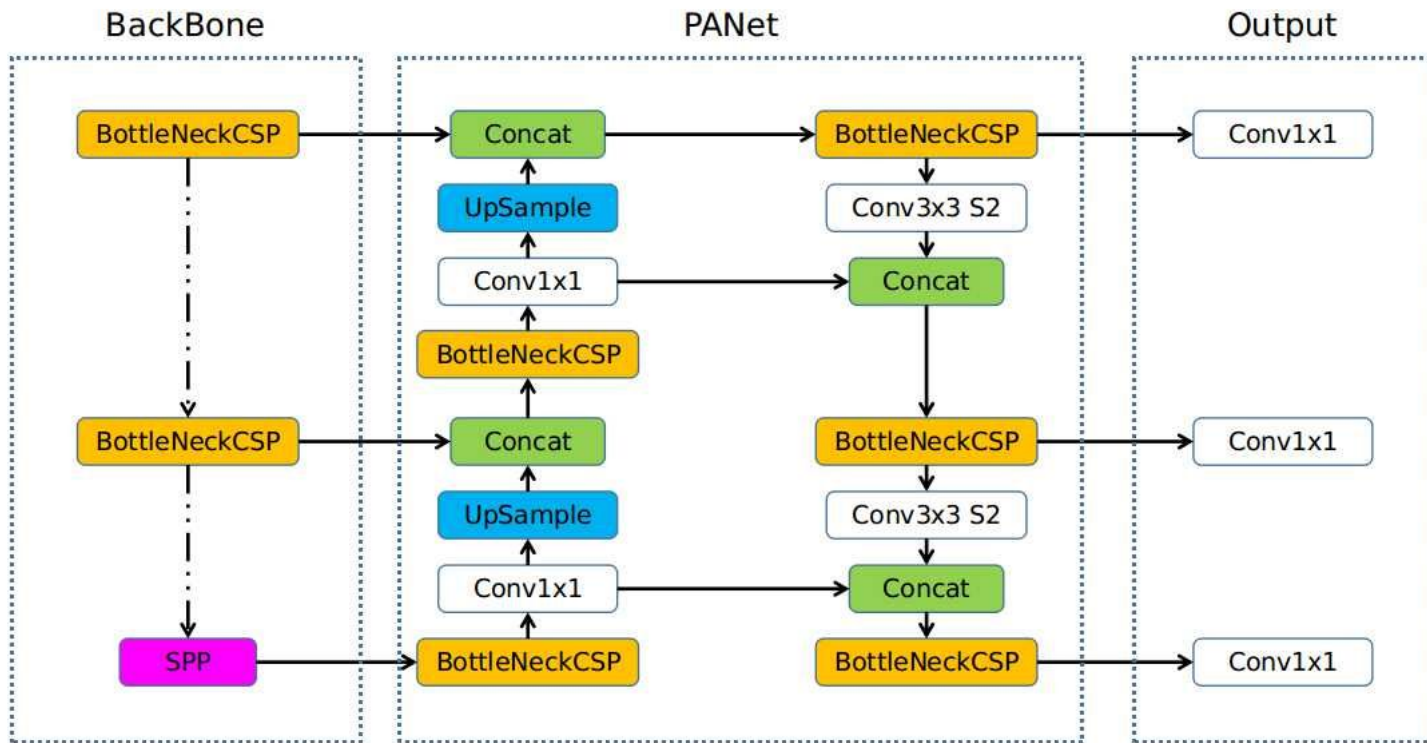 BackBone
PANet
Output
BottleNeckCSP
Concat
BottleNeckCSP
Conv1x1
UpSample
Conv3x3 S2
Conv1x1
Concat
BottleNeckCSP
BottleNeckCSP
Concat
BottleNeckCSP
Conv1x1
UpSample
Conv3x3 S2
Conv1x1
Concat
SPP
BottleNeckCSP
BottleNeckCSP
Conv1x1